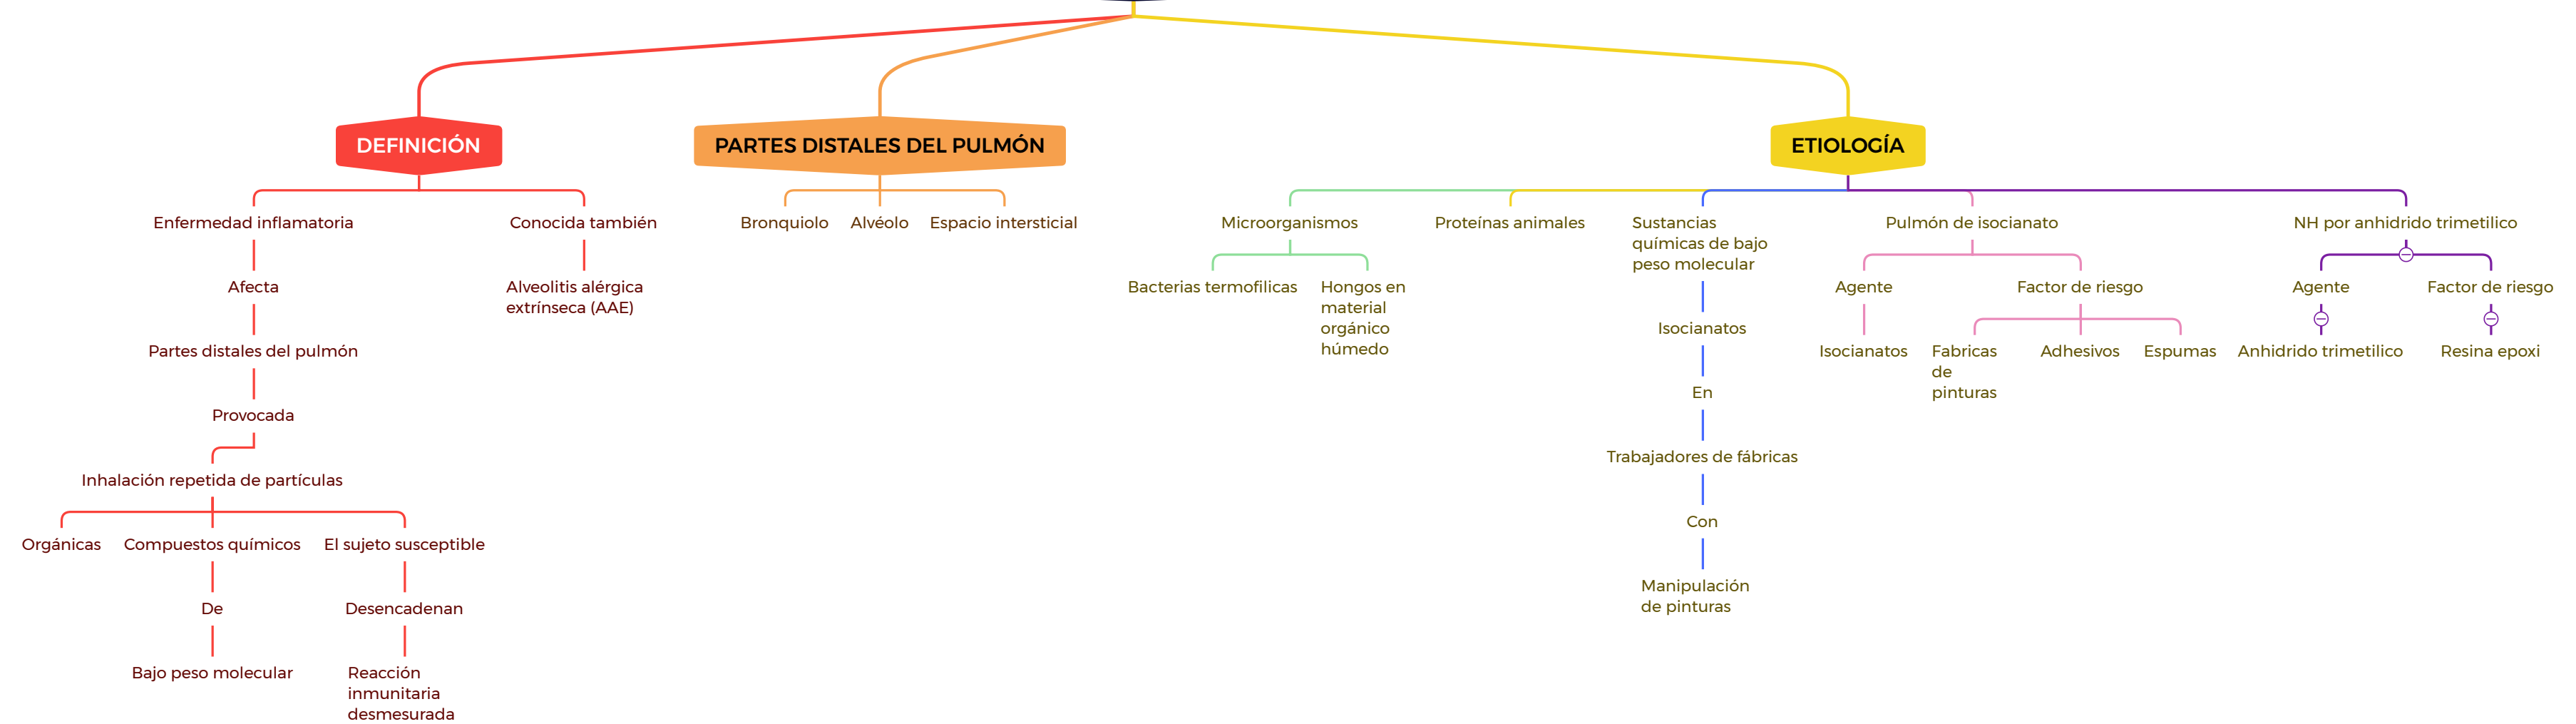 DEFINICIÓN
Enfermedad inflamatoria
Afecta
Partes distales del pulmón
Provocada
Inhalación repetida de partículas
Orgánicas
Compuestos químicos
De
Bajo peso molecular
El sujeto susceptible
Desencadenan
Reacción
inmunitaria
desmesurada
Conocida también
Alveolitis alérgica
extrínseca (AAE)
PARTES DISTALES DEL PULMÓN
Bronquiolo
Alvéolo
Espacio intersticial
ETIOLOGÍA
Microorganismos
Bacterias termofilicas
Hongos en
material
orgánico
húmedo
Proteínas animales
Sustancias
químicas de bajo
peso molecular
Isocianatos
En
Trabajadores de fábricas
Con
Manipulación
de pinturas
Pulmón de isocianato
Agente
Isocianatos
Factor de riesgo
Fabricas
de
pinturas
Adhesivos
Espumas
NH por anhidrido trimetilico
Agente
Anhidrido trimetilico
Factor de riesgo
Resina epoxi